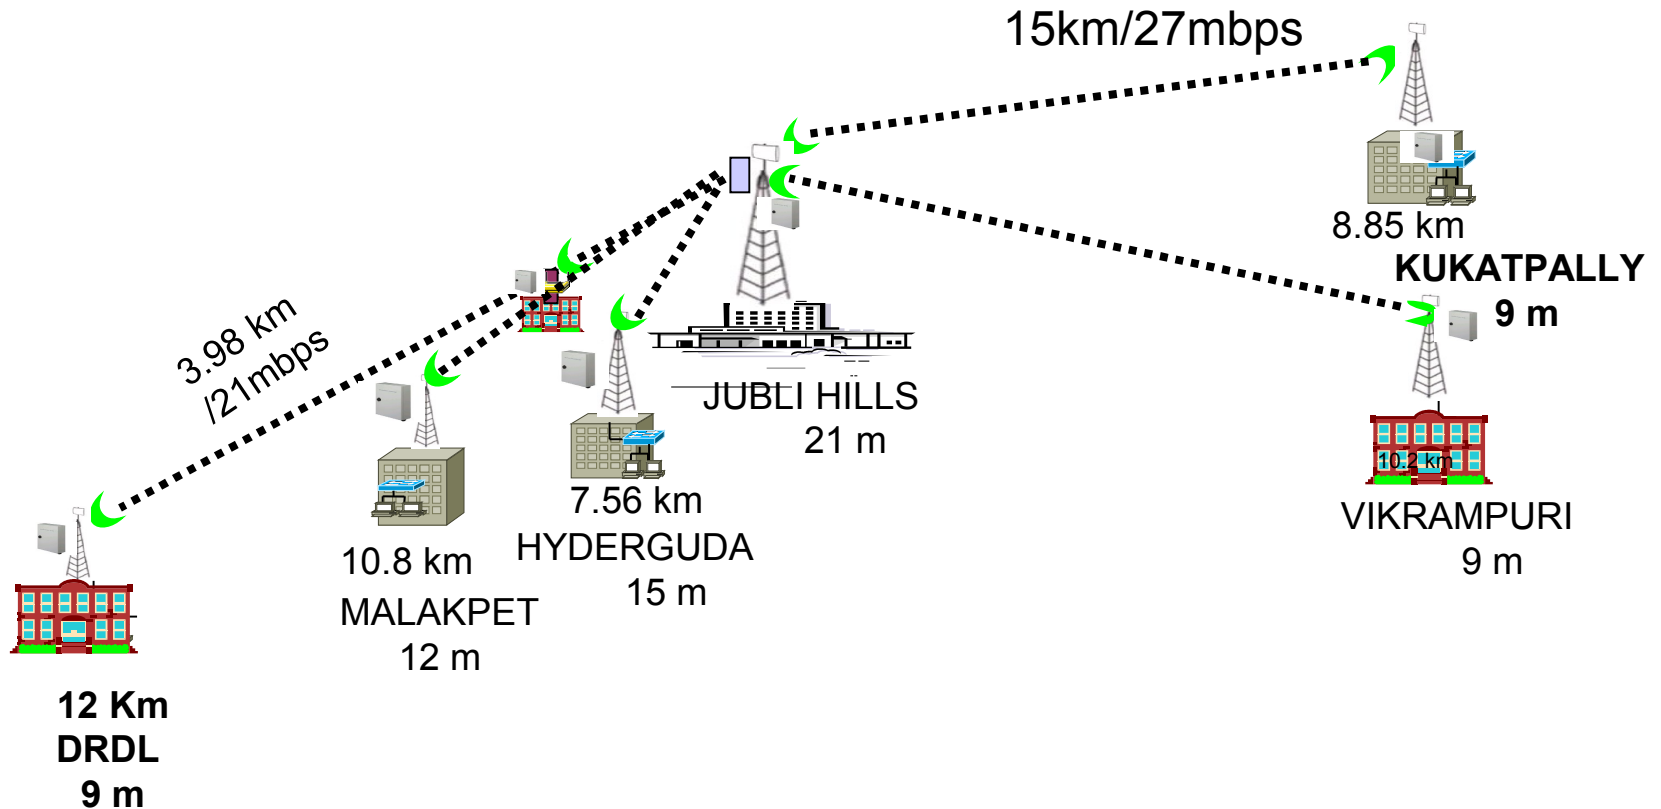 15km/27mbps
8.85 km
KUKATPALLY
9 m
3.98 km
/21mbps
JUBLI HILLS
21 m
10.2 km
VIKRAMPURI
9 m
7.56 km
HYDERGUDA
15 m
10.8 km
MALAKPET
12 m
12 Km
DRDL
9 m